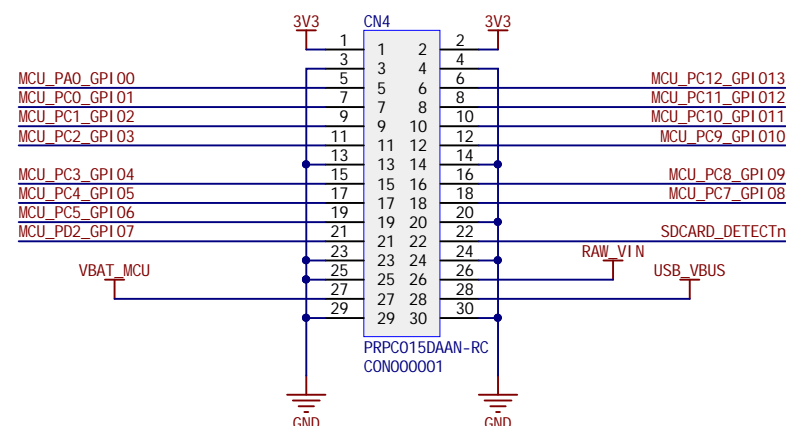 3V3 CN4 3V3
1 1 2 2
3 3 4 4
MCU_PA0_GPIO0 5 5 6 6 MCU_PC12_GPIO13
MCU_PC0_GPIO1 7 7 8 8 MCU_PC11_GPIO12
MCU_PC1_GPIO2 9 9 10 10 MCU_PC10_GPIO11
MCU_PC2_GPIO3 11 11 12 12 MCU_PC9_GPIO10
13 13 14 14
MCU_PC3_GPIO4 15 15 16 16 MCU_PC8_GPIO9
MCU_PC4_GPIO5 17 17 18 18 MCU_PC7_GPIO8
MCU_PC5_GPIO6 19 19 20 20
MCU_PD2_GPIO7 21 21 22 22 SDCARD_DETECTn
23 23 24 24 RAW_VIN
VBAT_MCU 25 25 26 26 USB_VBUS
27 27 28 28
29 29 30 30
PRPC015DAAN-RC
CON000001
GND GND